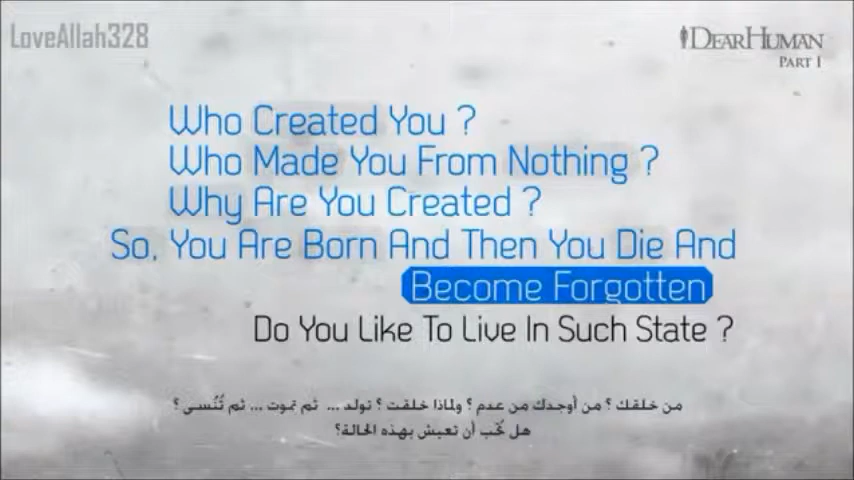 LoveAllah328
DearHuman
Part I
Who Created You ?
Who Made You From Nothing ?
Why Are You Created ?
So, You Are Born And Then You Die And
Become Forgotten
Do You Like To Live In Such State ?
من خلقك ؟ من أوجدك من عدم ؟ ولماذا خلقت ؟ تولد ... ثم تموت ... ثم تُنسى ؟
هل تحُب أن تعيش بهذه الحالة؟